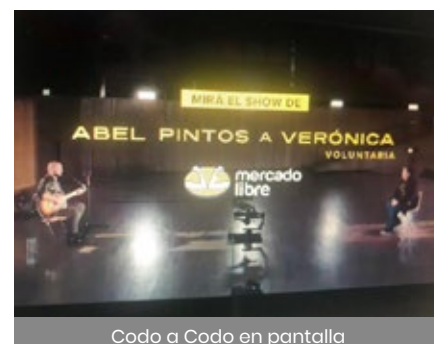 MIRÁ EL SHOW DE
ABEL PINTOS A VERÓNICA
VOLUNTARIA
mercado
libre
Codo a Codo en pantalla